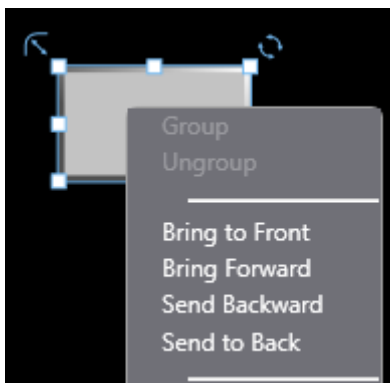 Group
Ungroup
Bring to Front
Bring Forward
Send Backward
Send to Back